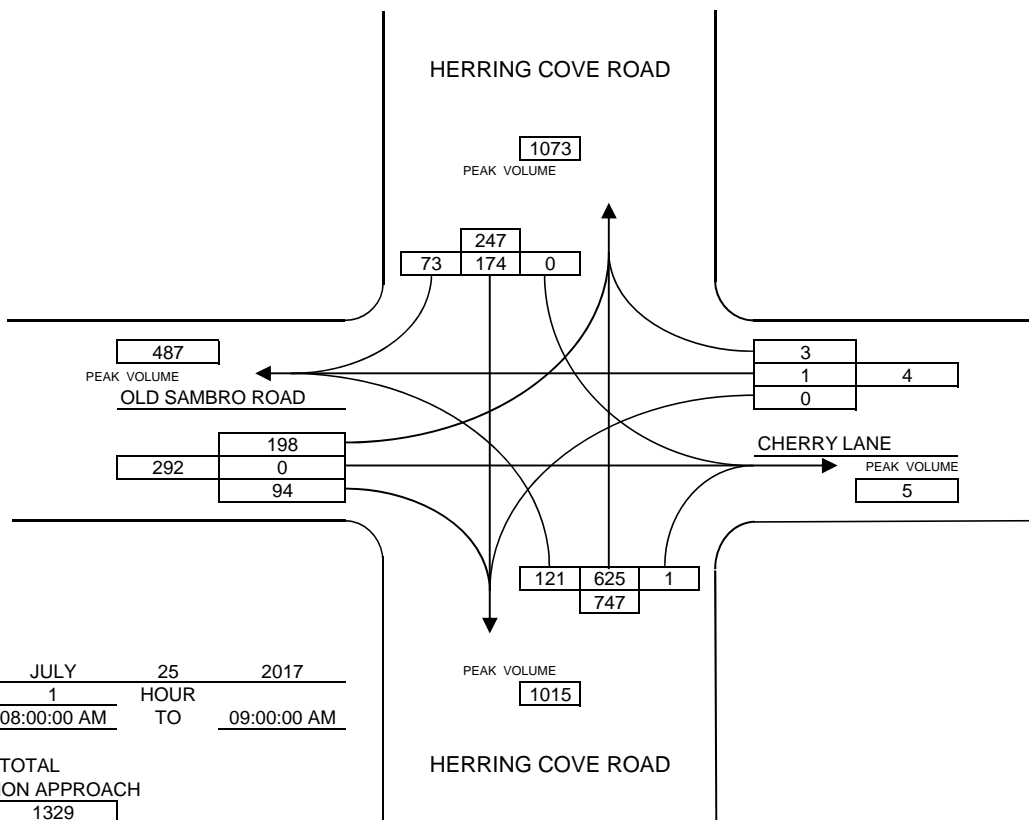 HERRING COVE ROAD
1073
PEAK VOLUME
247
73 174 0
487
PEAK VOLUME
OLD SAMBRO ROAD
3
1 4
0
198
292 0
94
CHERRY LANE
PEAK VOLUME
5
121 625 1
747
JULY 25 2017
1 HOUR
08:00:00 AM TO 09:00:00 AM
PEAK VOLUME
1015
TOTAL
ION APPROACH
1329
HERRING COVE ROAD